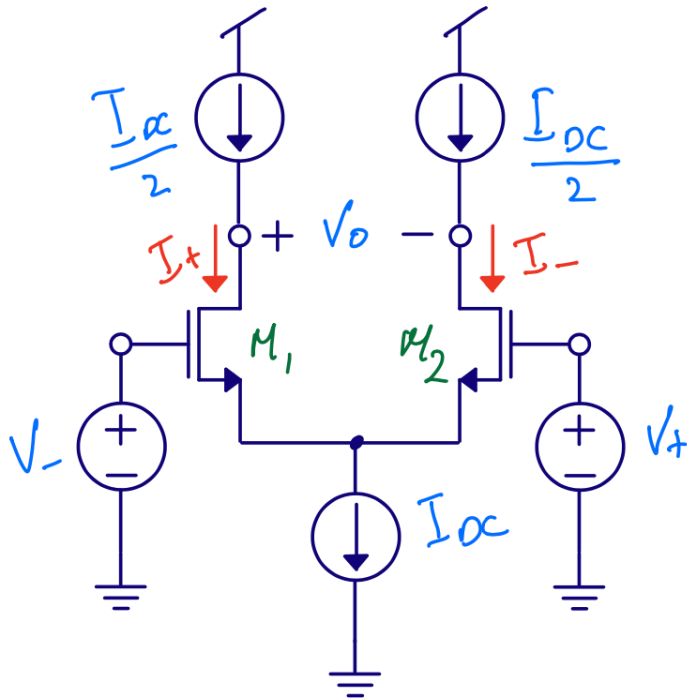 I_DC/2
I_DC/2
+ V_o −
I_+
I_-
M_1
M_2
V_-
+
−
V_+
+
−
I_DC